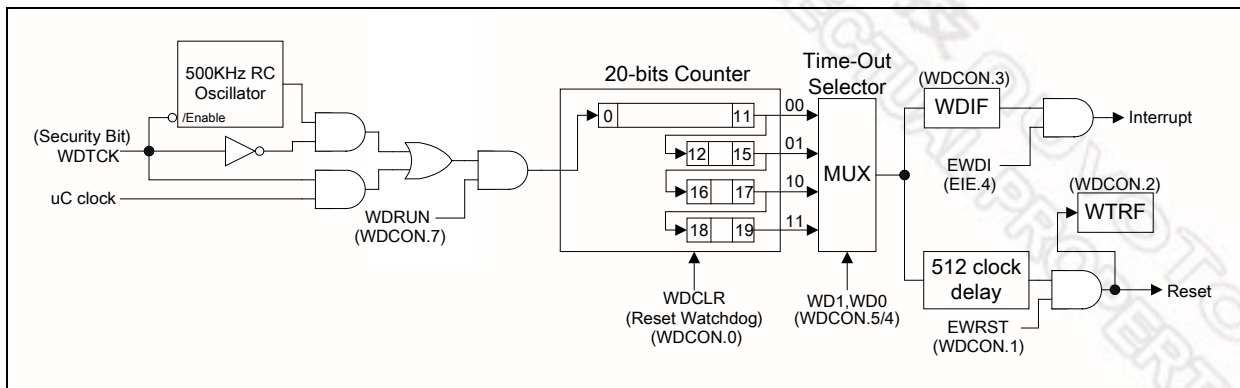 500KHz RC
Oscillator
/Enable
(Security Bit)
WDTCK
uC clock
WDRUN
(WDCON.7)
20-bits Counter
0 11
12 15
16 17
18 19
00
01
10
11
WDCLR
(Reset Watchdog)
(WDCON.0)
Time-Out
Selector
MUX
WD1,WD0
(WDCON.5/4)
(WDCON.3)
WDIF
EWDI
(EIE.4)
Interrupt
(WDCON.2)
WTRF
512 clock
delay
EWRST
(WDCON.1)
Reset